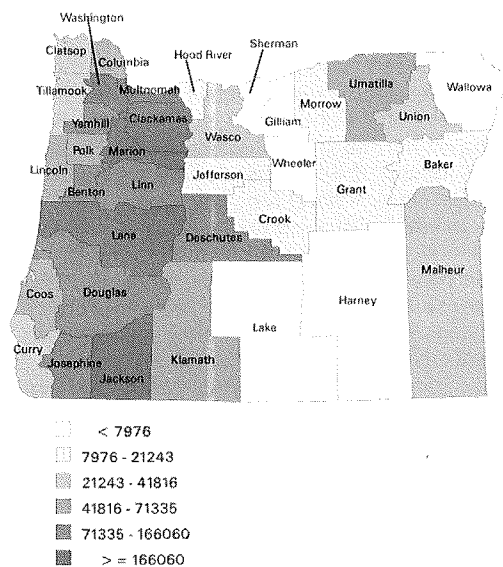 Washington
Clatsop
Columbia
Hood River
Sherman
Tillamook
Multnomah
Umatilla
Wallowa
Morrow
Yamhill
Clackamas
Gilliam
Union
Wasco
Polk
Marion
Lincoln
Jefferson
Wheeler
Baker
Benton
Linn
Grant
Crook
Lane
Deschutes
Malheur
Coos
Douglas
Harney
Lake
Curry
Josephine
Klamath
Jackson
< 7976
7976 - 21243
21243 - 41816
41816 - 71335
71335 - 166060
> = 166060